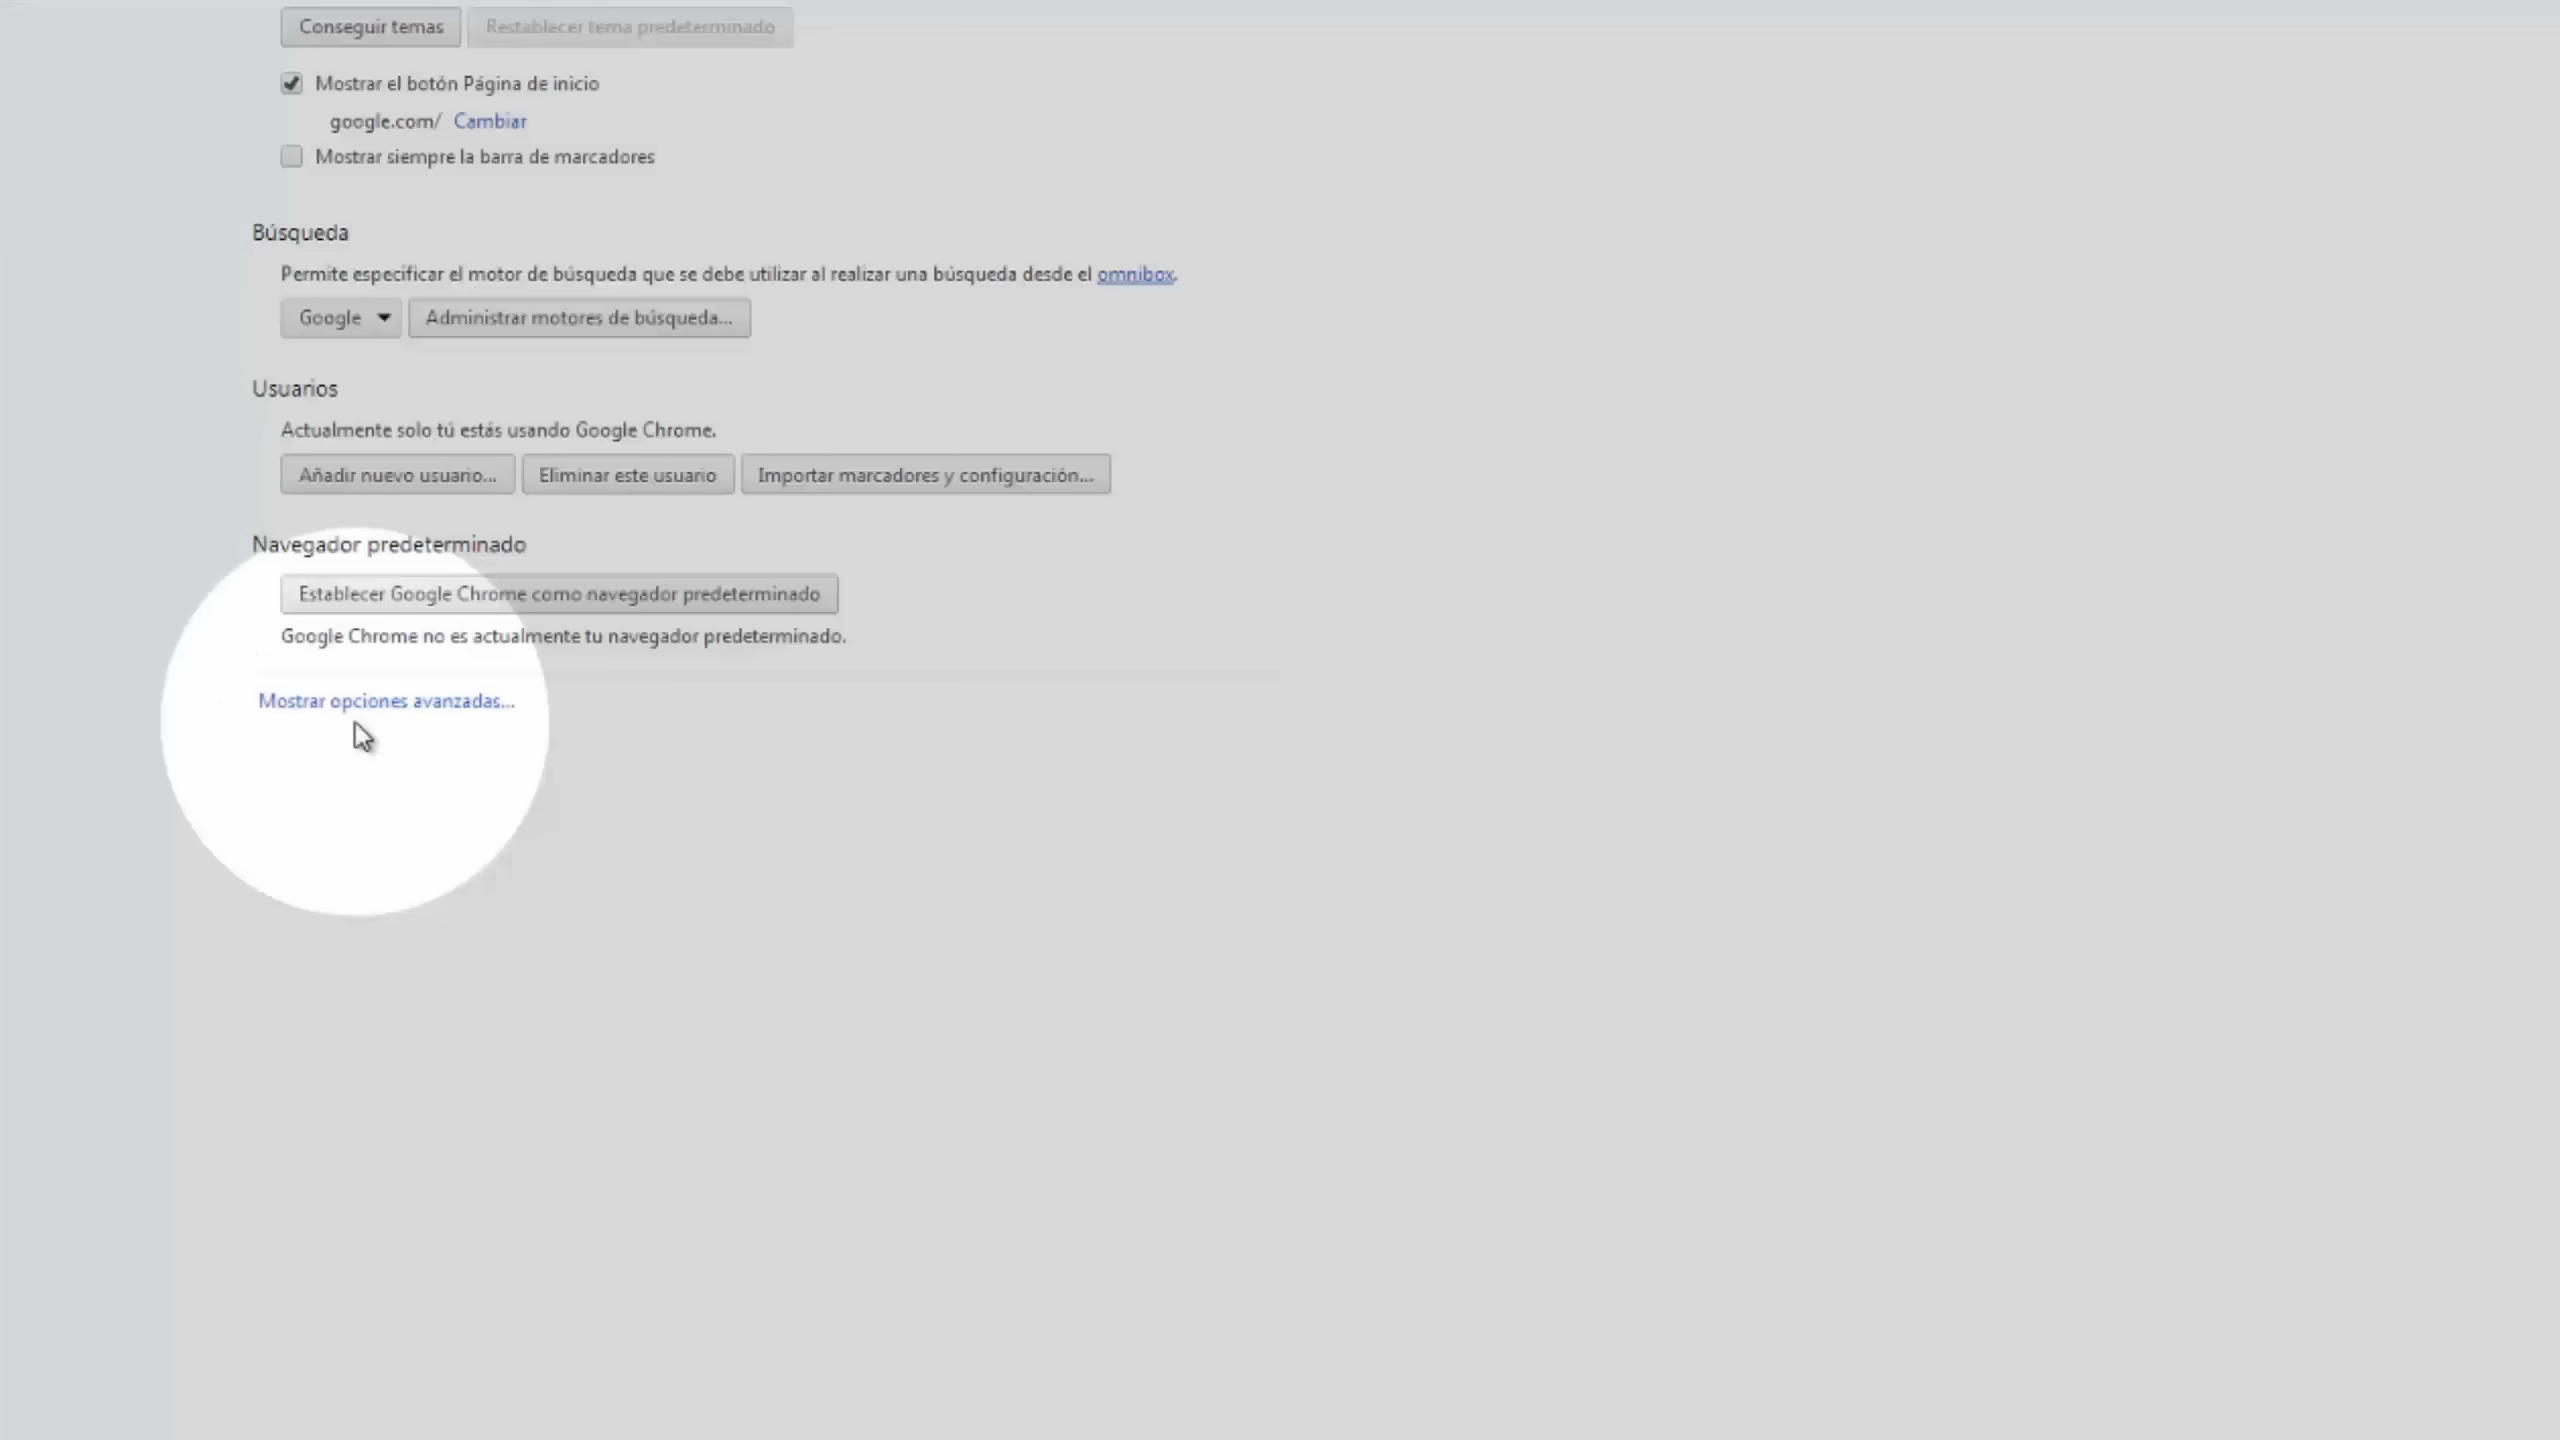 Conseguir temas Restablecer tema predeterminado
Mostrar el botón Página de inicio
google.com/ Cambiar
Mostrar siempre la barra de marcadores
Búsqueda
Permite especificar el motor de búsqueda que se debe utilizar al realizar una búsqueda desde el omnibox.
Google Administrar motores de búsqueda...
Usuarios
Actualmente solo tú estás usando Google Chrome.
Añadir nuevo usuario... Eliminar este usuario Importar marcadores y configuración...
Navegador predeterminado
Establecer Google Chrome como navegador predeterminado
Google Chrome no es actualmente tu navegador predeterminado.
Mostrar opciones avanzadas...